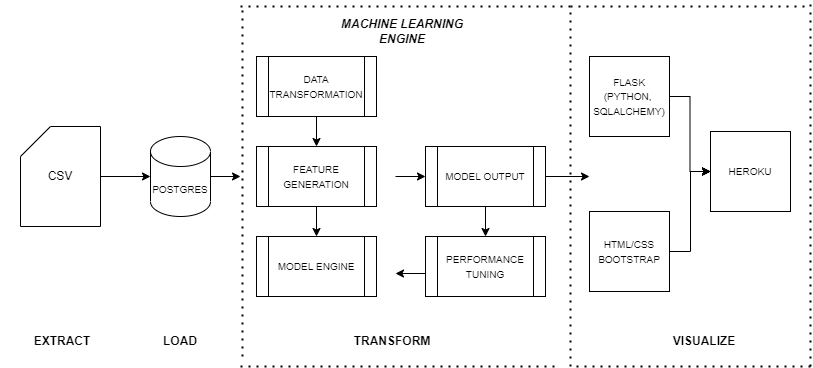 MACHINE LEARNING
ENGINE
DATA
TRANSFORMATION
FLASK
(PYTHON,
SQLALCHEMY)
CSV
POSTGRES
FEATURE
GENERATION
MODEL OUTPUT
HEROKU
MODEL ENGINE
PERFORMANCE
TUNING
HTML/CSS
BOOTSTRAP
EXTRACT
LOAD
TRANSFORM
VISUALIZE